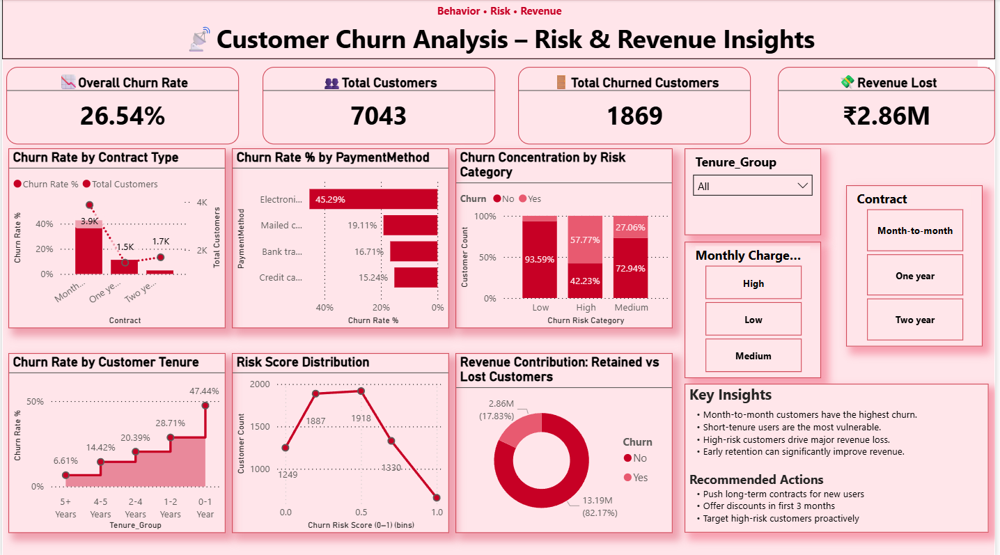 Behavior • Risk • Revenue
Customer Churn Analysis – Risk & Revenue Insights
Overall Churn Rate
26.54%
Total Customers
7043
Total Churned Customers
1869
Revenue Lost
₹2.86M
Churn Rate by Contract Type
Churn Rate % Total Customers
Churn Rate %
40%
20%
0%
4K
2K
3.9K
1.5K
1.7K
Total Customers
Month...
One ye...
Two ye...
Contract
Churn Rate % by PaymentMethod
PaymentMethod
Electroni... 45.29%
Mailed c... 19.11%
Bank tra... 16.71%
Credit ca... 15.24%
40% 20% 0%
Churn Rate %
Churn Concentration by Risk
Category
Churn No Yes
Customer Count
100%
50%
0%
93.59%
57.77%
42.23%
27.06%
72.94%
Low High Medium
Churn Risk Category
Tenure_Group
All
Monthly Charge...
High
Low
Medium
Contract
Month-to-month
One year
Two year
Churn Rate by Customer Tenure
Churn Rate %
50%
0%
6.61%
14.42%
20.39%
28.71%
47.44%
5+ 4-5 2-4 1-2 0-1
Years Years Years Years Year
Tenure_Group
Risk Score Distribution
Customer Count
2000
1500
1000
1249
1887
1918
1330
0.0 0.5 1.0
Churn Risk Score (0–1) (bins)
Revenue Contribution: Retained vs
Lost Customers
2.86M
(17.83%)
13.19M
(82.17%)
Churn
No
Yes
Key Insights
• Month-to-month customers have the highest churn.
• Short-tenure users are the most vulnerable.
• High-risk customers drive major revenue loss.
• Early retention can significantly improve revenue.
Recommended Actions
• Push long-term contracts for new users
• Offer discounts in first 3 months
• Target high-risk customers proactively